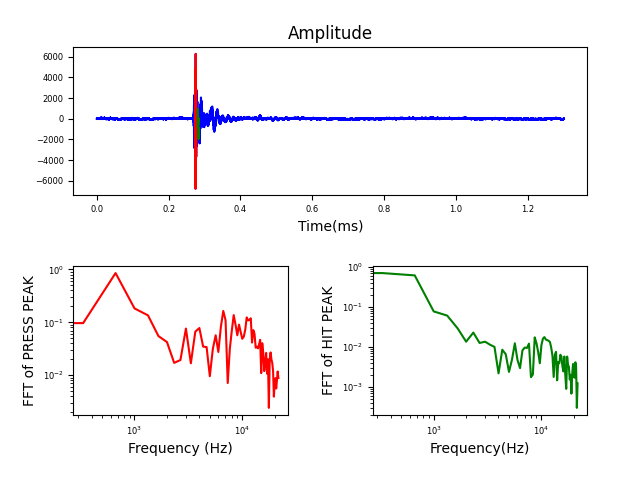 Amplitude
6000
4000
2000
0
−2000
−4000
−6000
0.0 0.2 0.4 0.6 0.8 1.0 1.2
Time(ms)
FFT of PRESS PEAK
10⁰
10⁻¹
10⁻²
10³ 10⁴
Frequency (Hz)
FFT of HIT PEAK
10⁰
10⁻¹
10⁻²
10⁻³
10³ 10⁴
Frequency(Hz)